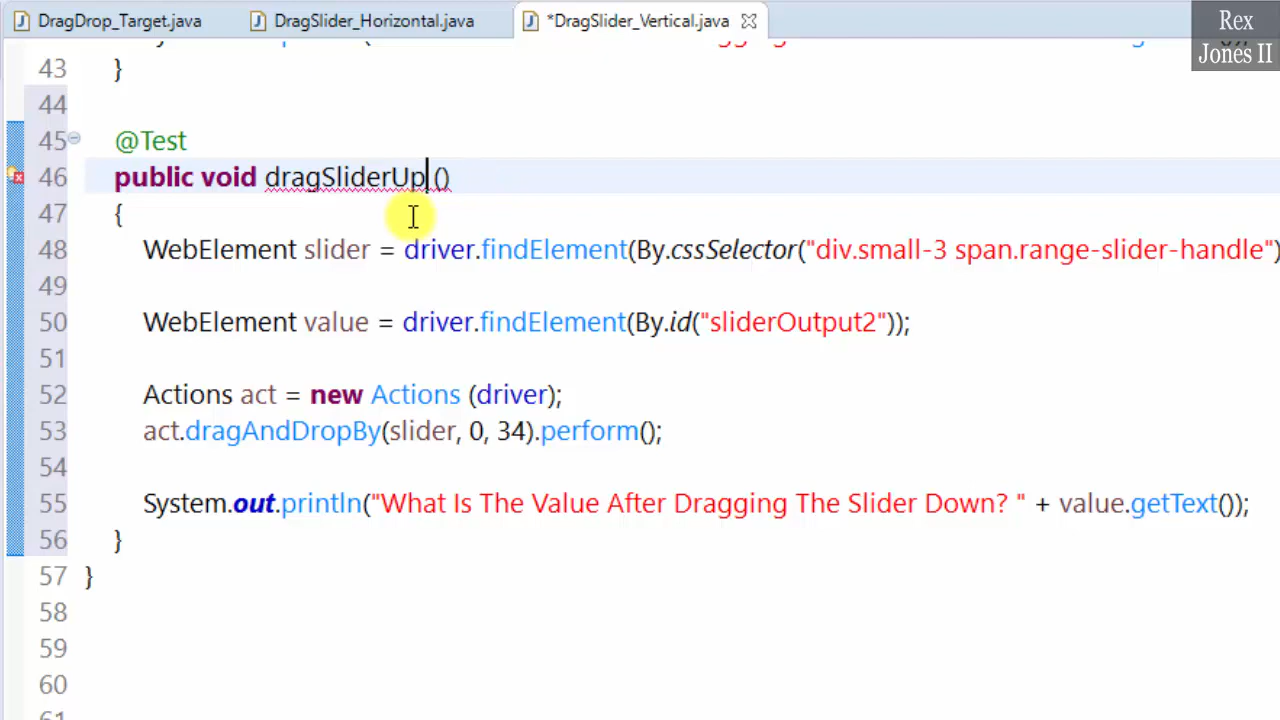 DragDrop_Target.java DragSlider_Horizontal.java *DragSlider_Vertical.java
Rex
Jones II
43 }
44
45 @Test
46 public void dragSliderUp ()
47 {
48 WebElement slider = driver.findElement(By.cssSelector("div.small-3 span.range-slider-handle")
49
50 WebElement value = driver.findElement(By.id("sliderOutput2"));
51
52 Actions act = new Actions (driver);
53 act.dragAndDropBy(slider, 0, 34).perform();
54
55 System.out.println("What Is The Value After Dragging The Slider Down? " + value.getText());
56 }
57 }
58
59
60
61